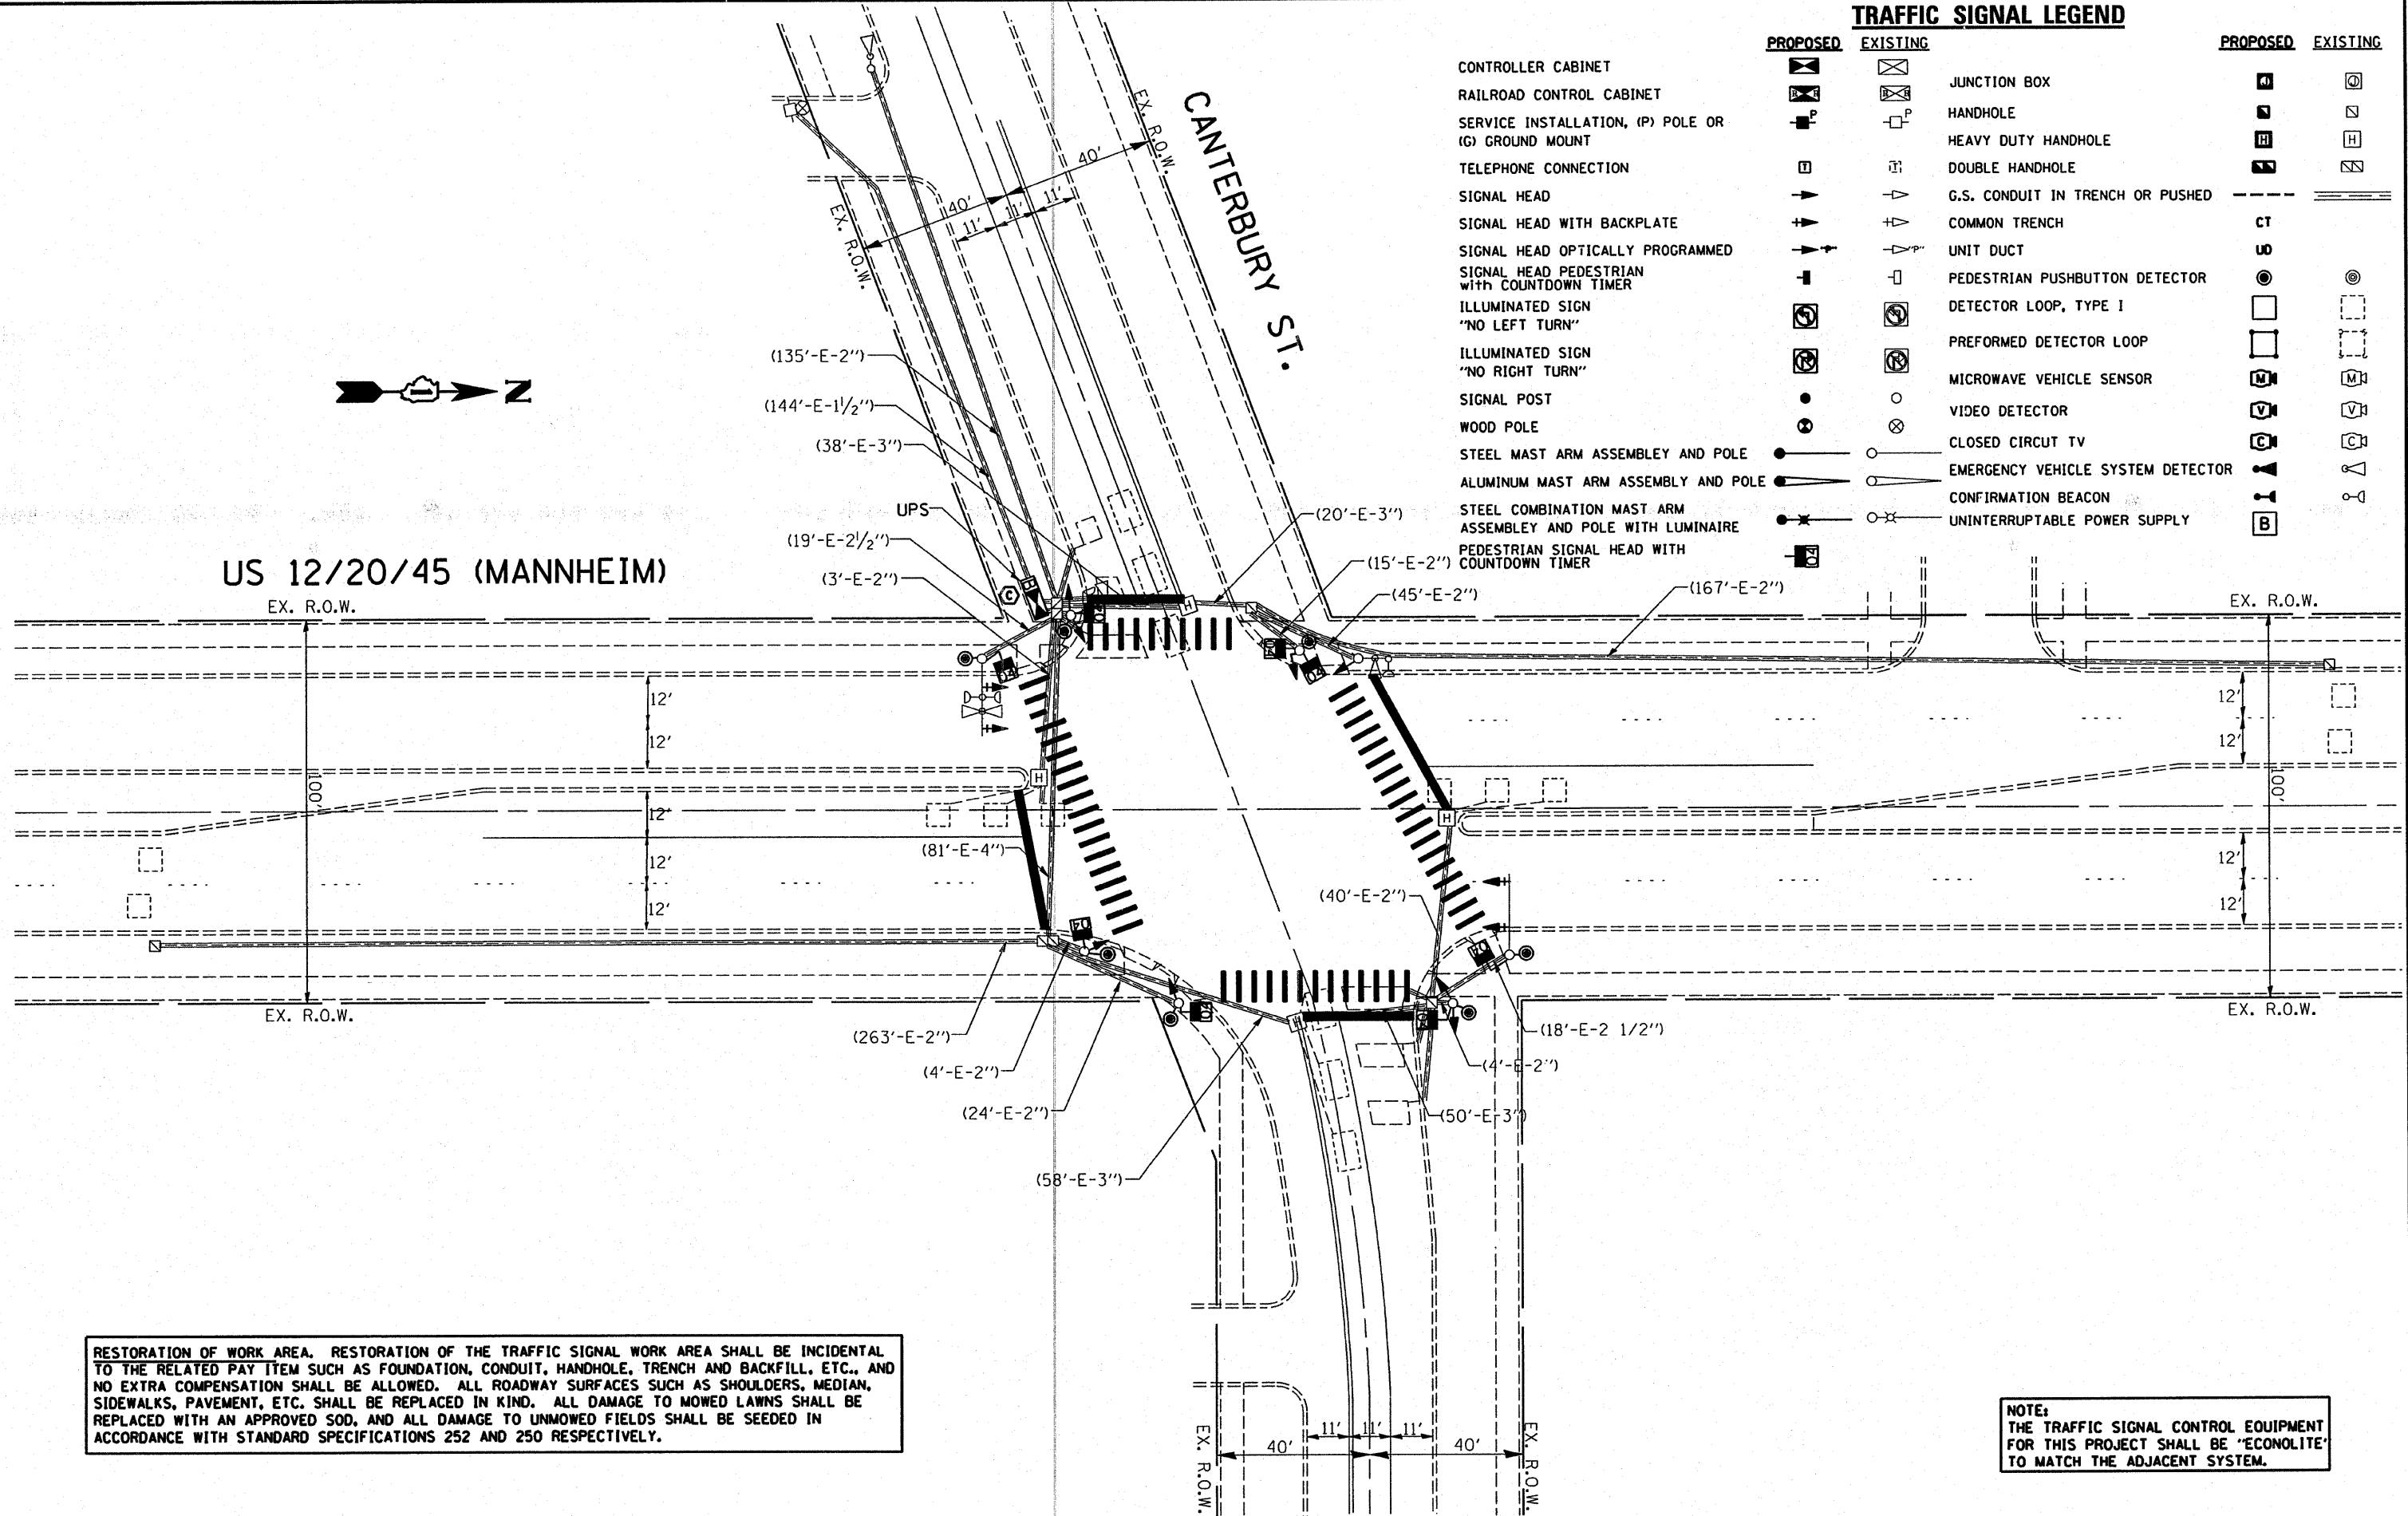 TRAFFIC SIGNAL LEGEND
PROPOSED EXISTING
CONTROLLER CABINET
RAILROAD CONTROL CABINET
R R
R R
SERVICE INSTALLATION, (P) POLE OR
(G) GROUND MOUNT
P
P
TELEPHONE CONNECTION
T
T
SIGNAL HEAD
SIGNAL HEAD WITH BACKPLATE
SIGNAL HEAD OPTICALLY PROGRAMMED
"P"
"P"
SIGNAL HEAD PEDESTRIAN
with COUNTDOWN TIMER
ILLUMINATED SIGN
"NO LEFT TURN"
ILLUMINATED SIGN
"NO RIGHT TURN"
SIGNAL POST
WOOD POLE
STEEL MAST ARM ASSEMBLEY AND POLE
ALUMINUM MAST ARM ASSEMBLY AND POLE
STEEL COMBINATION MAST ARM
ASSEMBLEY AND POLE WITH LUMINAIRE
PEDESTRIAN SIGNAL HEAD WITH
COUNTDOWN TIMER
PROPOSED EXISTING
JUNCTION BOX
J
J
HANDHOLE
HEAVY DUTY HANDHOLE
H
H
DOUBLE HANDHOLE
G.S. CONDUIT IN TRENCH OR PUSHED
COMMON TRENCH
CT
UNIT DUCT
UD
PEDESTRIAN PUSHBUTTON DETECTOR
DETECTOR LOOP, TYPE I
PREFORMED DETECTOR LOOP
MICROWAVE VEHICLE SENSOR
M
M
VIDEO DETECTOR
V
V
CLOSED CIRCUT TV
C
C
EMERGENCY VEHICLE SYSTEM DETECTOR
CONFIRMATION BEACON
UNINTERRUPTABLE POWER SUPPLY
B
CANTERBURY ST.
EX. R.O.W.
EX. R.O.W.
40'
40'
11'
11'
11'
N
(135'-E-2")
(144'-E-1 1/2")
(38'-E-3")
UPS
(19'-E-2 1/2")
(3'-E-2")
C
B
(20'-E-3")
(15'-E-2")
(45'-E-2")
(167'-E-2")
US 12/20/45 (MANNHEIM)
EX. R.O.W.
EX. R.O.W.
100'
12'
12'
12'
12'
12'
H
H
H
12'
12'
12'
12'
100'
(81'-E-4")
(40'-E-2")
EX. R.O.W.
EX. R.O.W.
(263'-E-2")
(4'-E-2")
(24'-E-2")
(58'-E-3")
(18'-E-2 1/2")
(4'-E-2")
(50'-E-3")
11'
11'
11'
40'
40'
EX. R.O.W.
EX. R.O.W.
RESTORATION OF WORK AREA. RESTORATION OF THE TRAFFIC SIGNAL WORK AREA SHALL BE INCIDENTAL
TO THE RELATED PAY ITEM SUCH AS FOUNDATION, CONDUIT, HANDHOLE, TRENCH AND BACKFILL, ETC., AND
NO EXTRA COMPENSATION SHALL BE ALLOWED. ALL ROADWAY SURFACES SUCH AS SHOULDERS, MEDIAN,
SIDEWALKS, PAVEMENT, ETC. SHALL BE REPLACED IN KIND. ALL DAMAGE TO MOWED LAWNS SHALL BE
REPLACED WITH AN APPROVED SOD, AND ALL DAMAGE TO UNMOWED FIELDS SHALL BE SEEDED IN
ACCORDANCE WITH STANDARD SPECIFICATIONS 252 AND 250 RESPECTIVELY.
NOTE:
THE TRAFFIC SIGNAL CONTROL EQUIPMENT
FOR THIS PROJECT SHALL BE "ECONOLITE"
TO MATCH THE ADJACENT SYSTEM.